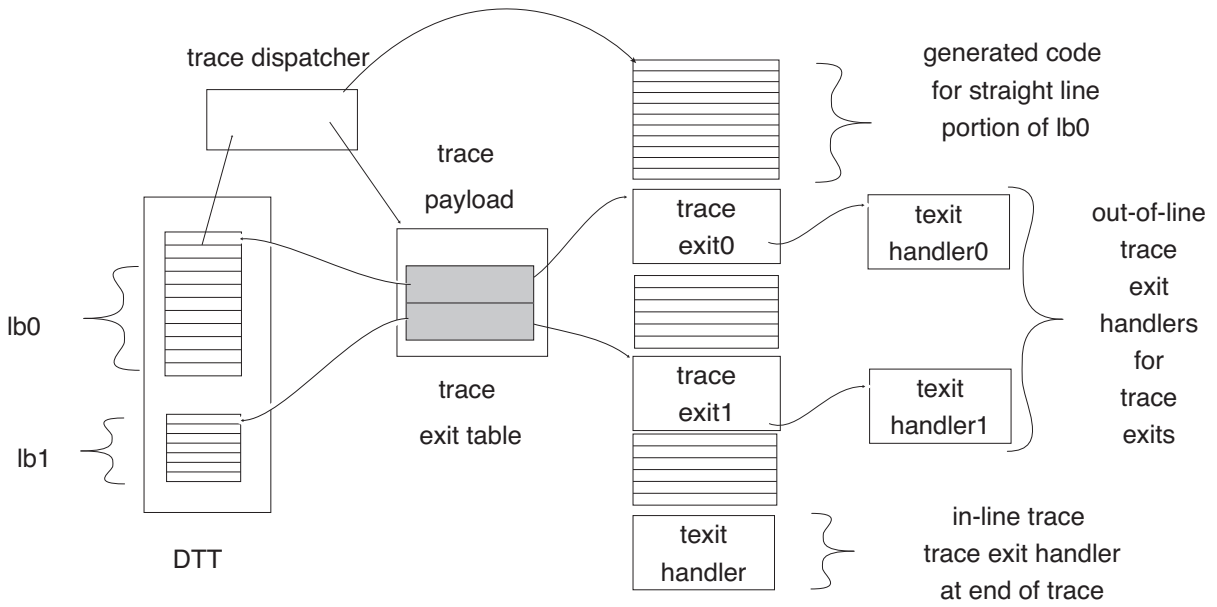 trace dispatcher
generated code
for straight line
portion of lb0
trace
payload
trace
exit0
texit
handler0
out-of-line
trace
exit
handlers
for
trace
exits
lb0
trace
exit1
texit
handler1
trace
exit table
lb1
DTT
texit
handler
in-line trace
trace exit handler
at end of trace